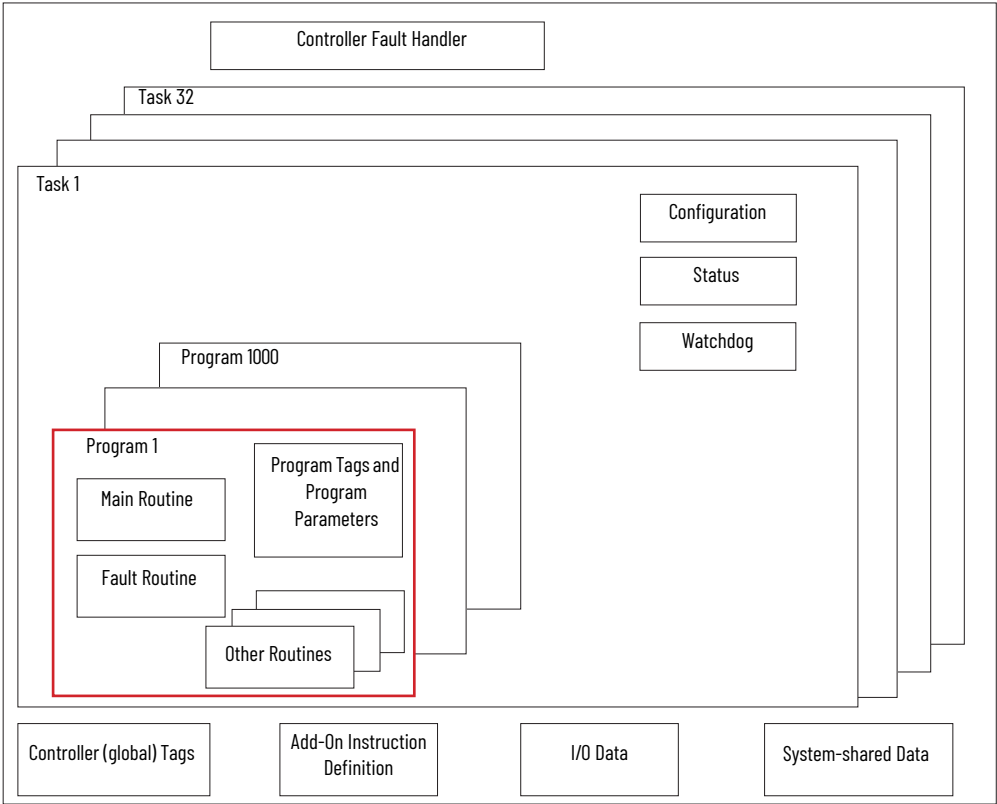 Controller Fault Handler
Task 32
Task 1
Configuration
Status
Watchdog
Program 1000
Program 1
Main Routine
Program Tags and
Program
Parameters
Fault Routine
Other Routines
Controller (global) Tags
Add-On Instruction
Definition
I/O Data
System-shared Data